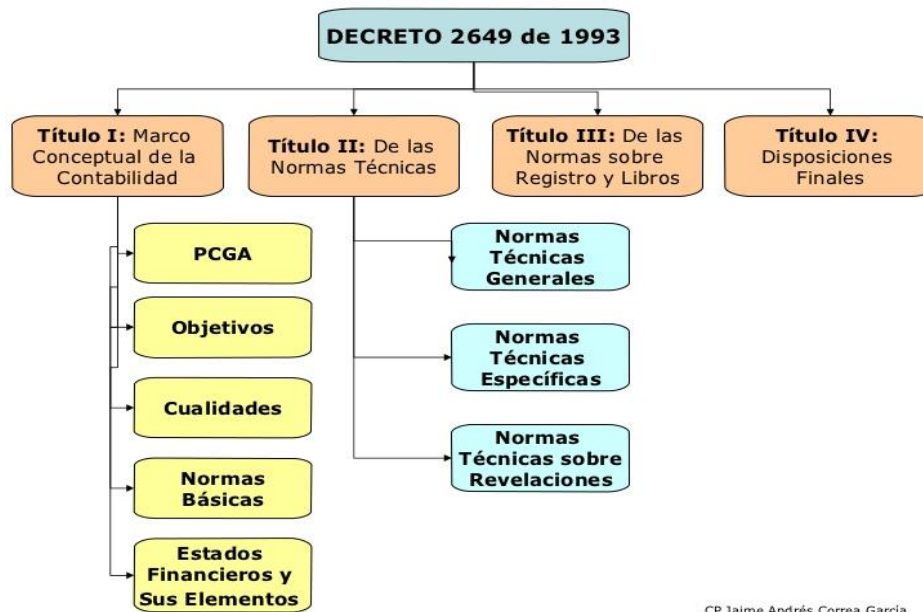 DECRETO 2649 de 1993
Título I: Marco
Conceptual de la
Contabilidad
Título II: De las
Normas Técnicas
Título III: De las
Normas sobre
Registro y Libros
Título IV:
Disposiciones
Finales
PCGA
Objetivos
Cualidades
Normas
Básicas
Estados
Financieros y
Sus Elementos
Normas
Técnicas
Generales
Normas
Técnicas
Específicas
Normas
Técnicas sobre
Revelaciones
CP Jaime Andrés Correa García